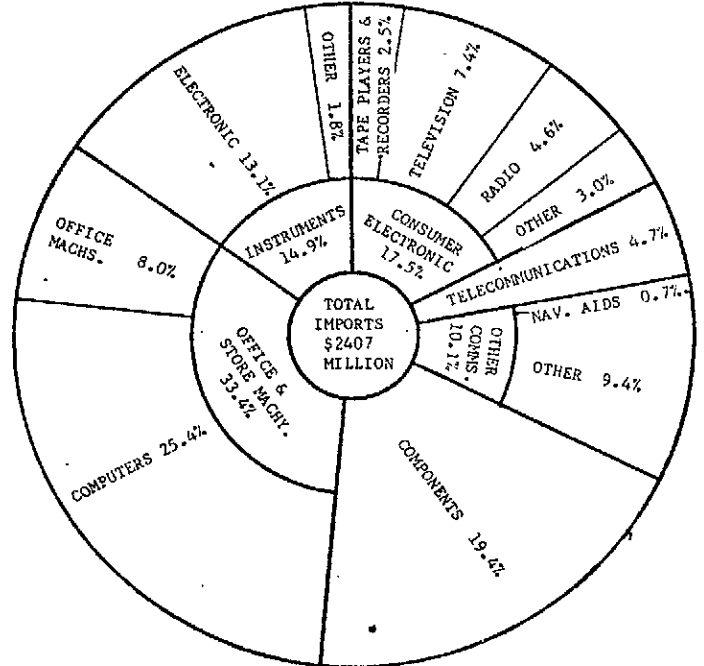 TOTAL
IMPORTS
$2407
MILLION
CONSUMER
ELECTRONIC
17.5%
TAPE PLAYERS &
RECORDERS 2.5%
TELEVISION 7.4%
RADIO 4.6%
OTHER 3.0%
TELECOMMUNICATIONS 4.7%
OTHER
COMMS.
10.1%
NAV. AIDS 0.7%
OTHER 9.4%
COMPONENTS 19.4%
OFFICE &
STORE MACHY.
33.4%
COMPUTERS 25.4%
OFFICE
MACHS. 8.0%
INSTRUMENTS
14.9%
ELECTRONIC 13.1%
OTHER 1.8%